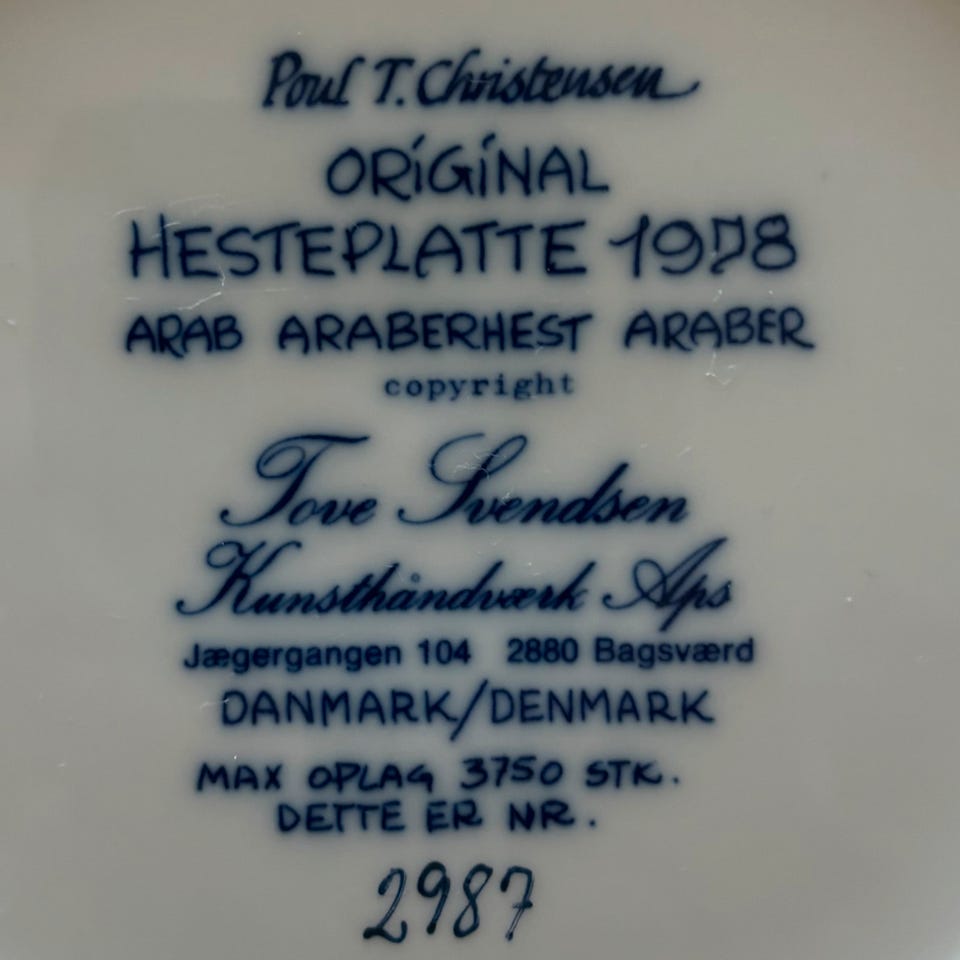 Poul T. Christensen
ORIGINAL
HESTEPLATTE 1978
ARAB ARABERHEST ARABER
copyright
Tove Svendsen
Kunsthåndværk Aps
Jægergangen 104 2880 Bagsværd
DANMARK/DENMARK
MAX OPLAG 3750 STK.
DETTE ER NR.
2987